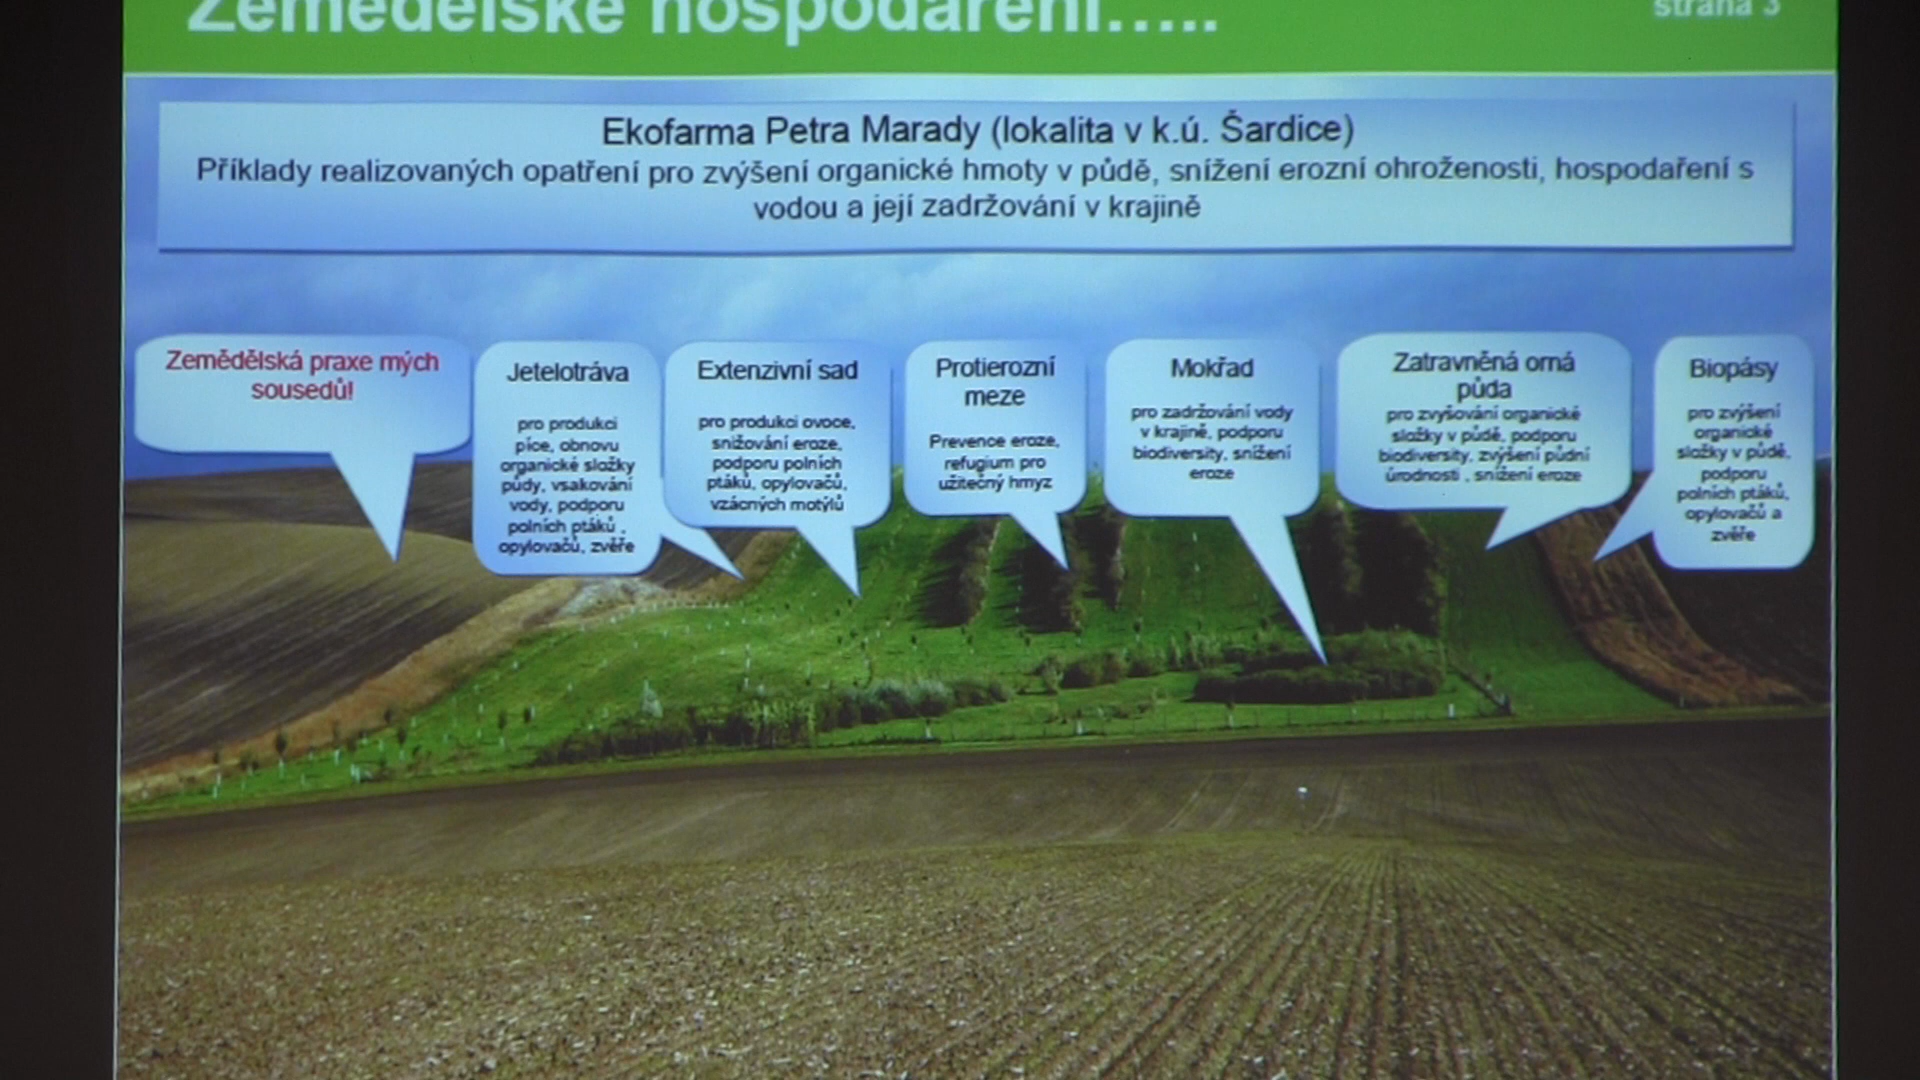 Zemědělské hospodaření.....
strana 3
Ekofarma Petra Marady (lokalita v k.ú. Šardice)
Příklady realizovaných opatření pro zvýšení organické hmoty v půdě, snížení erozní ohroženosti, hospodaření s
vodou a její zadržování v krajině
Zemědělská praxe mých
sousedů!
Jetelotráva
pro produkci
píce, obnovu
organické složky
půdy, vsakování
vody, podporu
polních ptáků ,
opylovačů, zvěře
Extenzivní sad
pro produkci ovoce,
snižování eroze,
podporu polních
ptáků, opylovačů,
vzácných motýlů
Protierozní
meze
Prevence eroze,
refugium pro
užitečný hmyz
Mokřad
pro zadržování vody
v krajině, podporu
biodiversity, snížení
eroze
Zatravněná orná
půda
pro zvyšování organické
složky v půdě, podporu
biodiversity, zvýšení půdní
úrodnosti , snížení eroze
Biopásy
pro zvýšení
organické
složky v půdě,
podporu
polních ptáků,
opylovačů a
zvěře